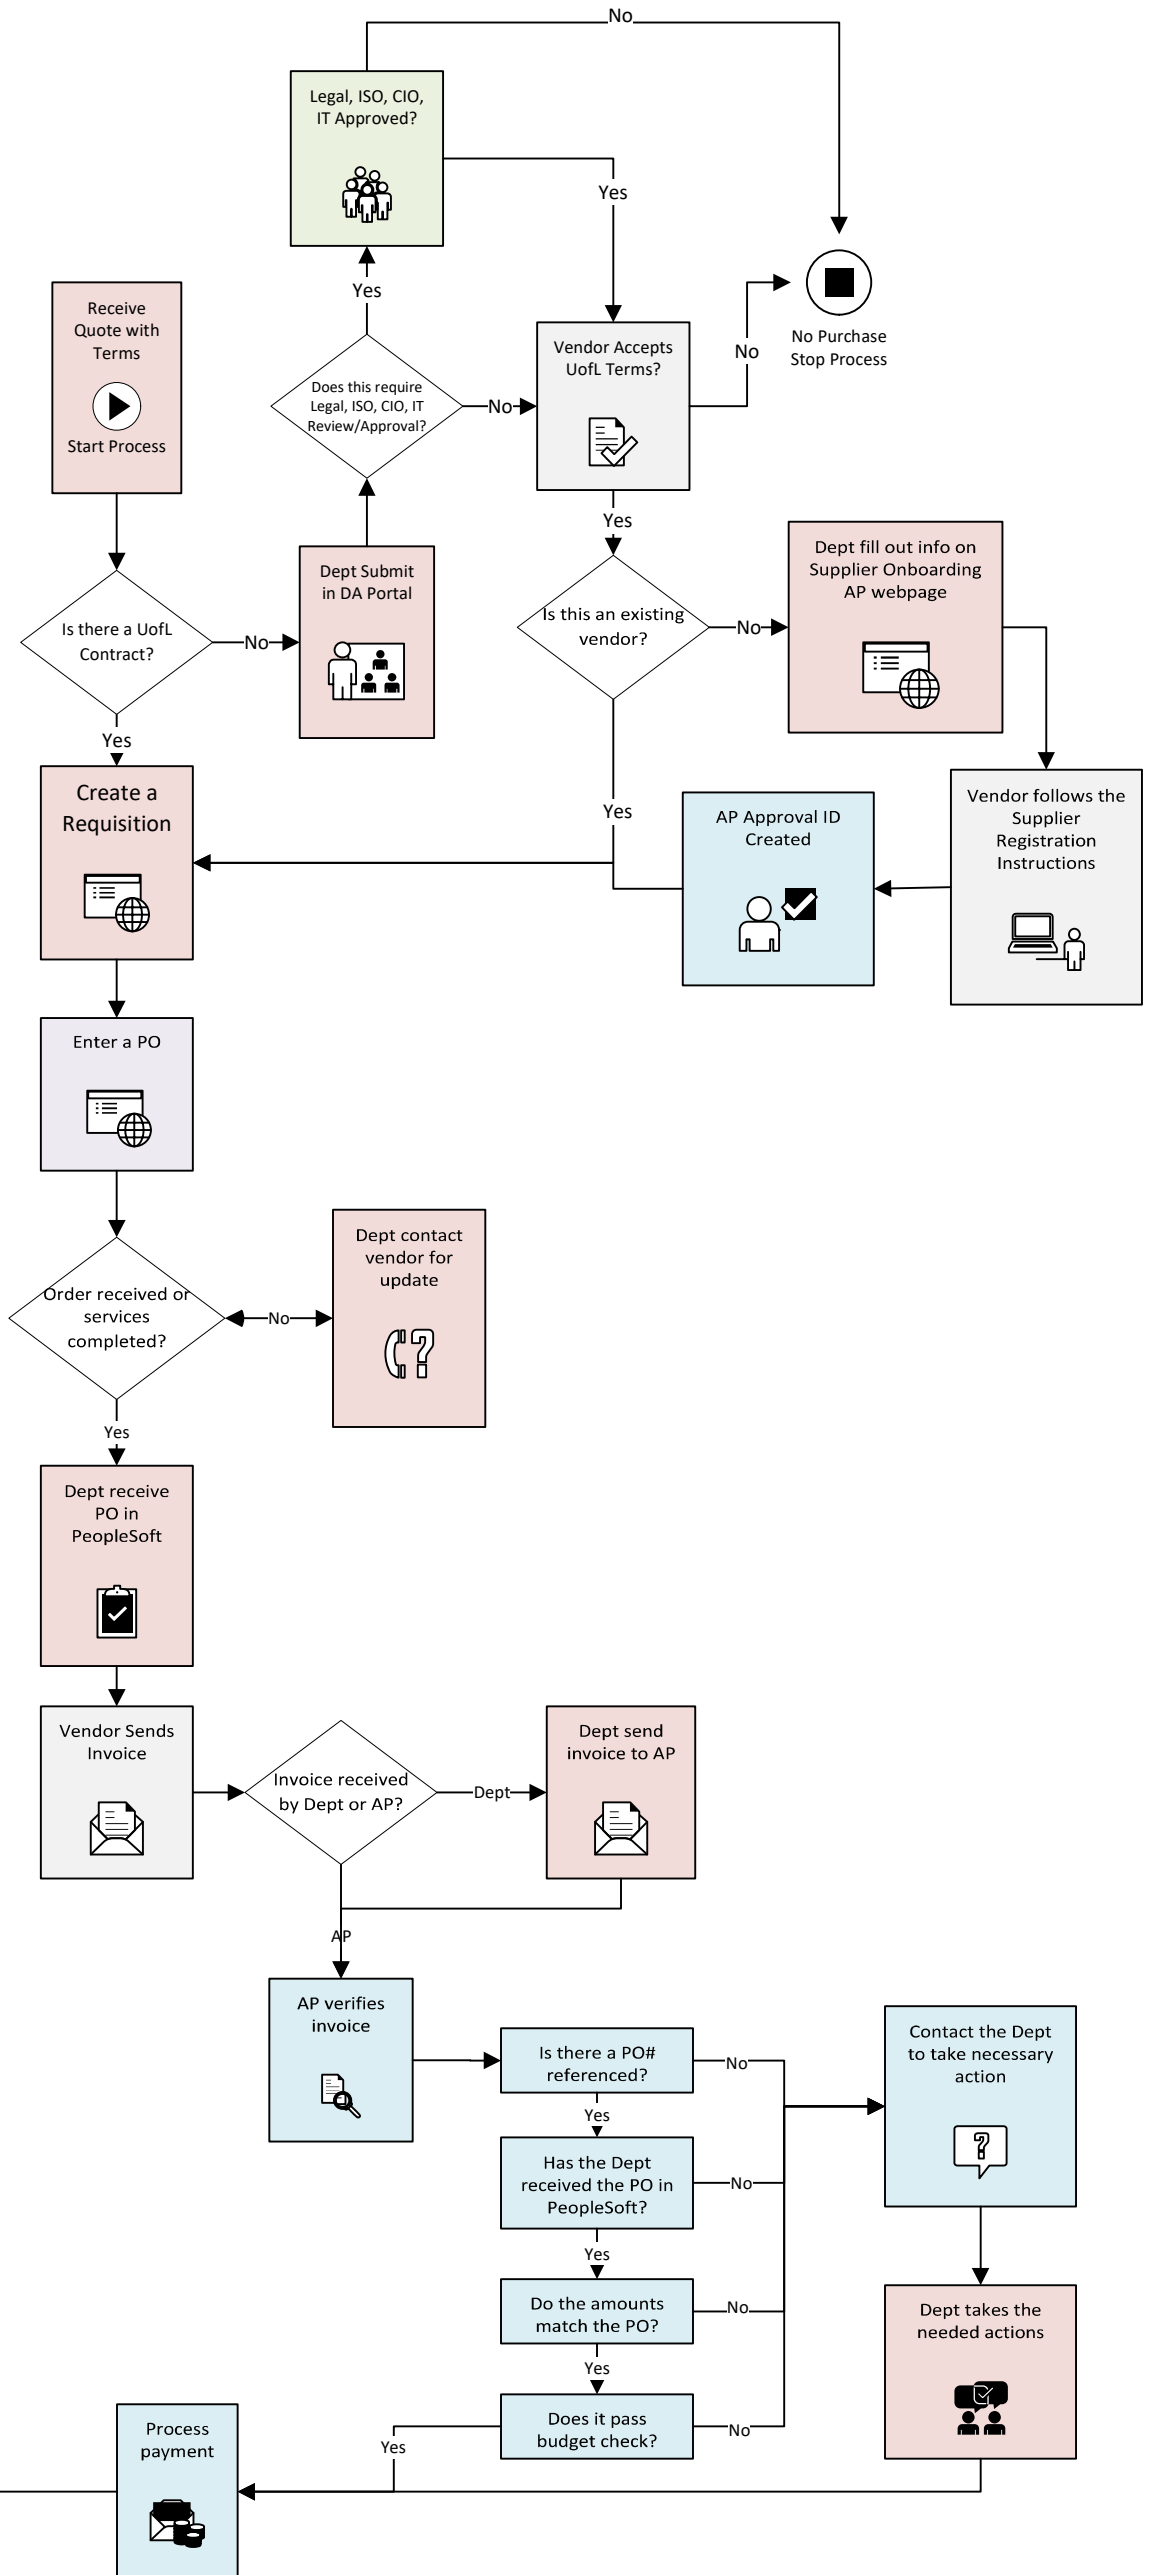 No
Legal, ISO, CIO,
IT Approved?
Yes
Yes
Receive
Quote with
Terms
Start Process
No Purchase
Stop Process
Vendor Accepts
UofL Terms?
No
Does this require
Legal, ISO, CIO, IT
Review/Approval?
No
Yes
Dept fill out info on
Supplier Onboarding
AP webpage
Dept Submit
in DA Portal
Is this an existing
vendor?
No
Is there a UofL
Contract?
No
Yes
Create a
Requisition
Yes
AP Approval ID
Created
Vendor follows the
Supplier
Registration
Instructions
Enter a PO
Dept contact
vendor for
update
Order received or
services
completed?
No
Yes
Dept receive
PO in
PeopleSoft
Vendor Sends
Invoice
Invoice received
by Dept or AP?
Dept
Dept send
invoice to AP
AP
AP verifies
invoice
Is there a PO#
referenced?
No
Contact the Dept
to take necessary
action
Yes
Has the Dept
received the PO in
PeopleSoft?
No
Yes
Do the amounts
match the PO?
No
Dept takes the
needed actions
Yes
Does it pass
budget check?
No
Yes
Process
payment